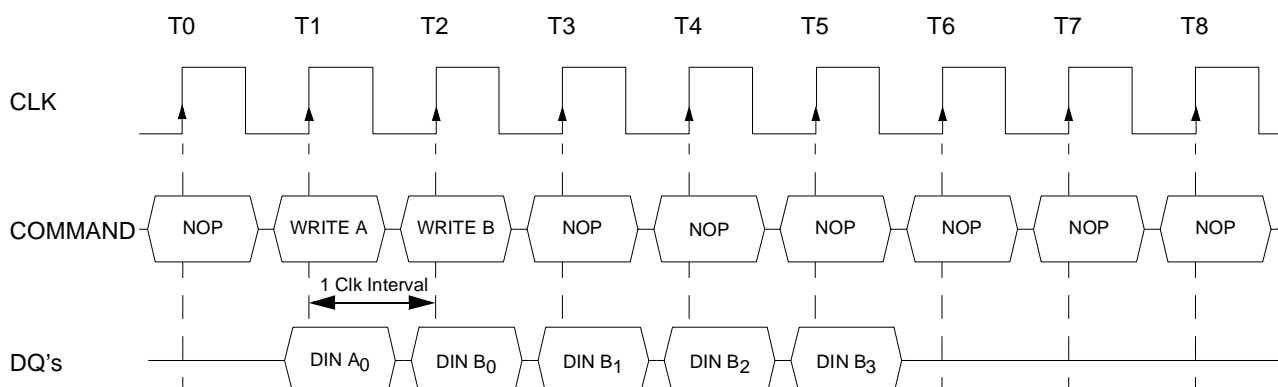 T0 T1 T2 T3 T4 T5 T6 T7 T8
CLK
COMMAND NOP WRITE A WRITE B NOP NOP NOP NOP NOP NOP
1 Clk Interval
DQ's DIN A0 DIN B0 DIN B1 DIN B2 DIN B3